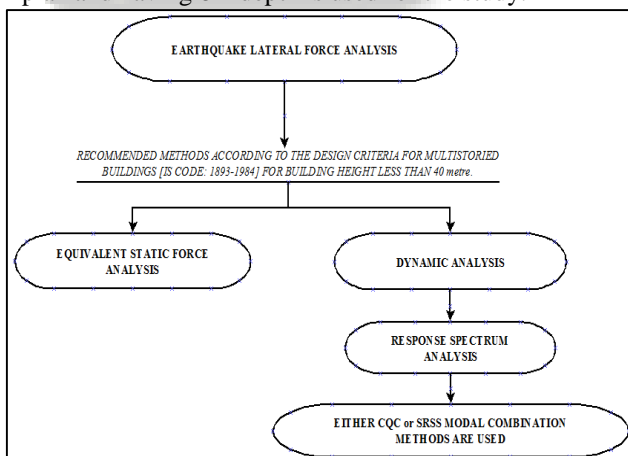 EARTHQUAKE LATERAL FORCE ANALYSIS
RECOMMENDED METHODS ACCORDING TO THE DESIGN CRITERIA FOR MULTISTORIED
BUILDINGS [IS CODE: 1893-1984] FOR BUILDING HEIGHT LESS THAN 40 metre.
EQUIVALENT STATIC FORCE
ANALYSIS
DYNAMIC ANALYSIS
RESPONSE SPECTRUM
ANALYSIS
EITHER CQC or SRSS MODAL COMBINATION
METHODS ARE USED